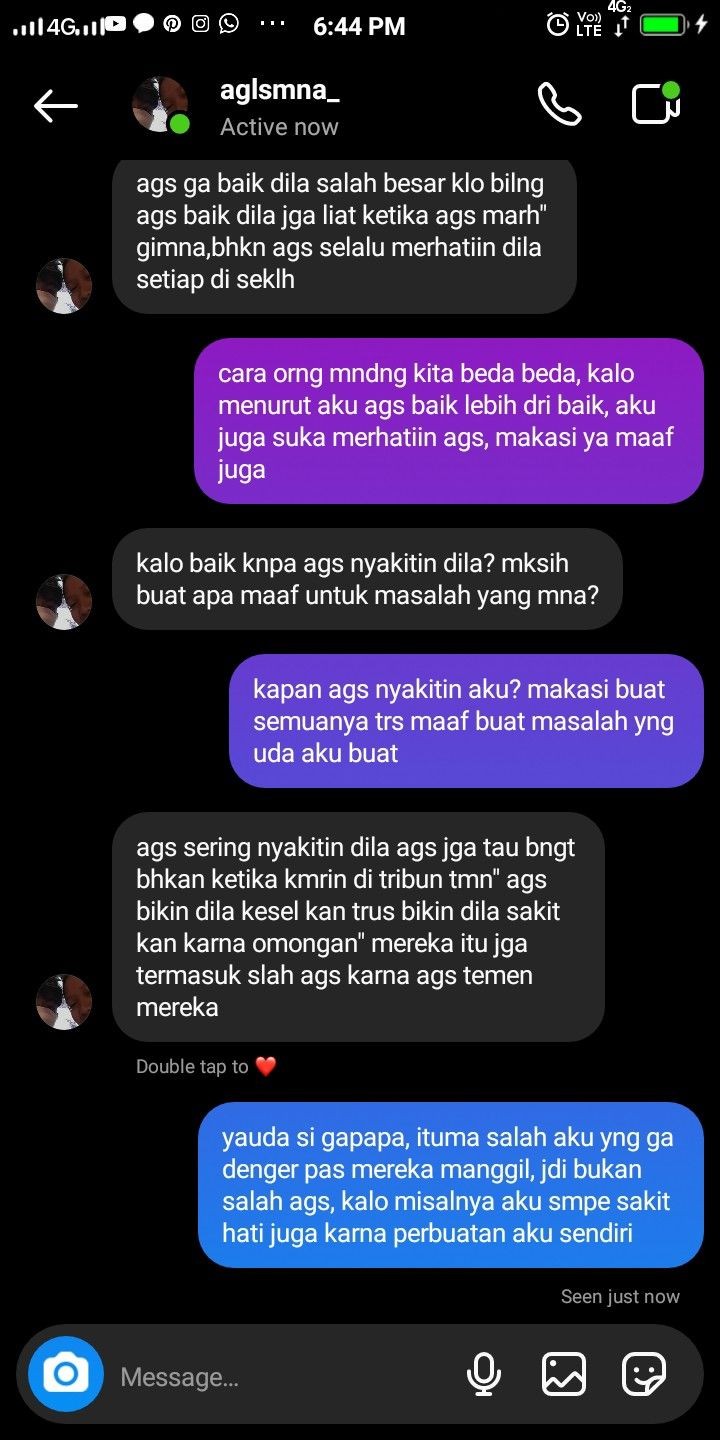 4G 4G₂
Vo)) LTE
6:44 PM
aglsmna_
Active now
ags ga baik dila salah besar klo bilng
ags baik dila jga liat ketika ags marh"
gimna,bhkn ags selalu merhatiin dila
setiap di seklh
cara orng mndng kita beda beda, kalo
menurut aku ags baik lebih dri baik, aku
juga suka merhatiin ags, makasi ya maaf
juga
kalo baik knpa ags nyakitin dila? mksih
buat apa maaf untuk masalah yang mna?
kapan ags nyakitin aku? makasi buat
semuanya trs maaf buat masalah yng
uda aku buat
ags sering nyakitin dila ags jga tau bngt
bhkan ketika kmrin di tribun tmn" ags
bikin dila kesel kan trus bikin dila sakit
kan karna omongan" mereka itu jga
termasuk slah ags karna ags temen
mereka
Double tap to ❤️
yauda si gapapa, ituma salah aku yng ga
denger pas mereka manggil, jdi bukan
salah ags, kalo misalnya aku smpe sakit
hati juga karna perbuatan aku sendiri
Seen just now
Message...